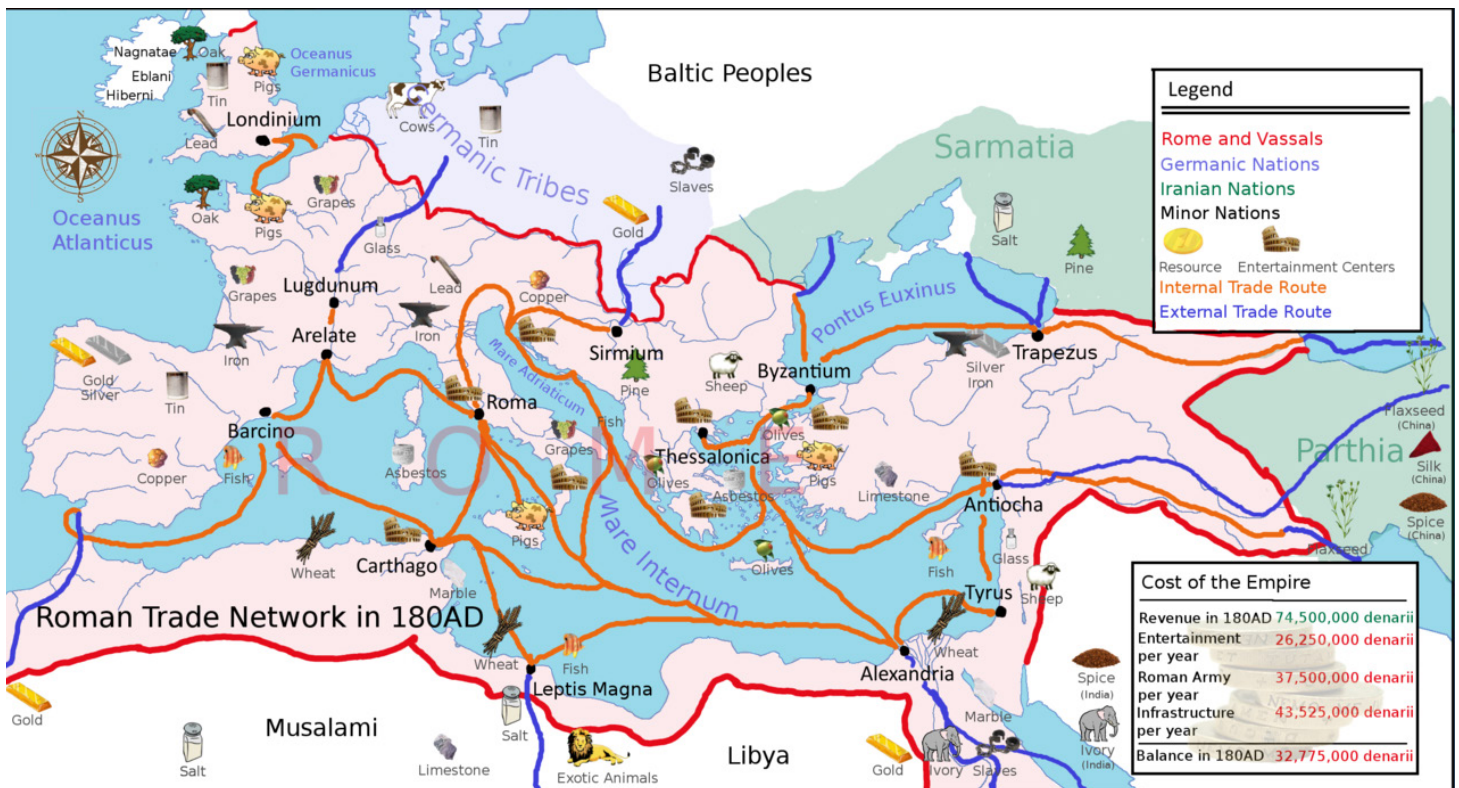 Nagnatae
Eblani
Hiberni
Oak
Pigs
Tin
Lead
Oceanus
Germanicus
Londinium
Cows
Tin
Germanic Tribes
Slaves
Gold
Baltic Peoples
Sarmatia
Salt
Pine
Oceanus
Atlanticus
Oak
Pigs
Grapes
Glass
Grapes
Lugdunum
Lead
Copper
Iron
Iron
Arelate
Sirmium
Pine
Mare Adriaticum
Sheep
Byzantium
Pontus Euxinus
Silver
Iron
Trapezus
Gold
Silver
Tin
Barcino
Roma
Fish
Grapes
Olives
Thessalonica
Olives
Pigs
Copper
Fish
Asbestos
ROME
Asbestos
Limestone
Antiocha
Parthia
Flaxseed
(China)
Silk
(China)
Spice
(China)
Flaxseed
Wheat
Carthago
Marble
Pigs
Mare Internum
Olives
Fish
Glass
Tyrus
Sheep
Roman Trade Network in 180AD
Wheat
Fish
Leptis Magna
Wheat
Alexandria
Spice
(India)
Marble
Ivory
(India)
Gold
Musalami
Salt
Limestone
Salt
Exotic Animals
Libya
Gold
Ivory
Slaves
Legend
Rome and Vassals
Germanic Nations
Iranian Nations
Minor Nations
Resource Entertainment Centers
Internal Trade Route
External Trade Route
Cost of the Empire
Revenue in 180AD 74,500,000 denarii
Entertainment 26,250,000 denarii
per year
Roman Army 37,500,000 denarii
per year
Infrastructure 43,525,000 denarii
per year
Balance in 180AD 32,775,000 denarii